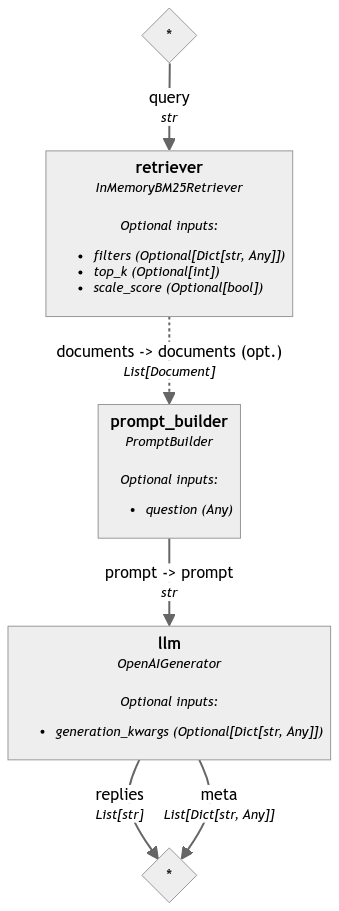 *
query
str
retriever
InMemoryBM25Retriever
Optional inputs:
• filters (Optional[Dict[str, Any]])
• top_k (Optional[int])
• scale_score (Optional[bool])
documents -> documents (opt.)
List[Document]
prompt_builder
PromptBuilder
Optional inputs:
• question (Any)
prompt -> prompt
str
llm
OpenAIGenerator
Optional inputs:
• generation_kwargs (Optional[Dict[str, Any]])
replies meta
List[str] List[Dict[str, Any]]
*